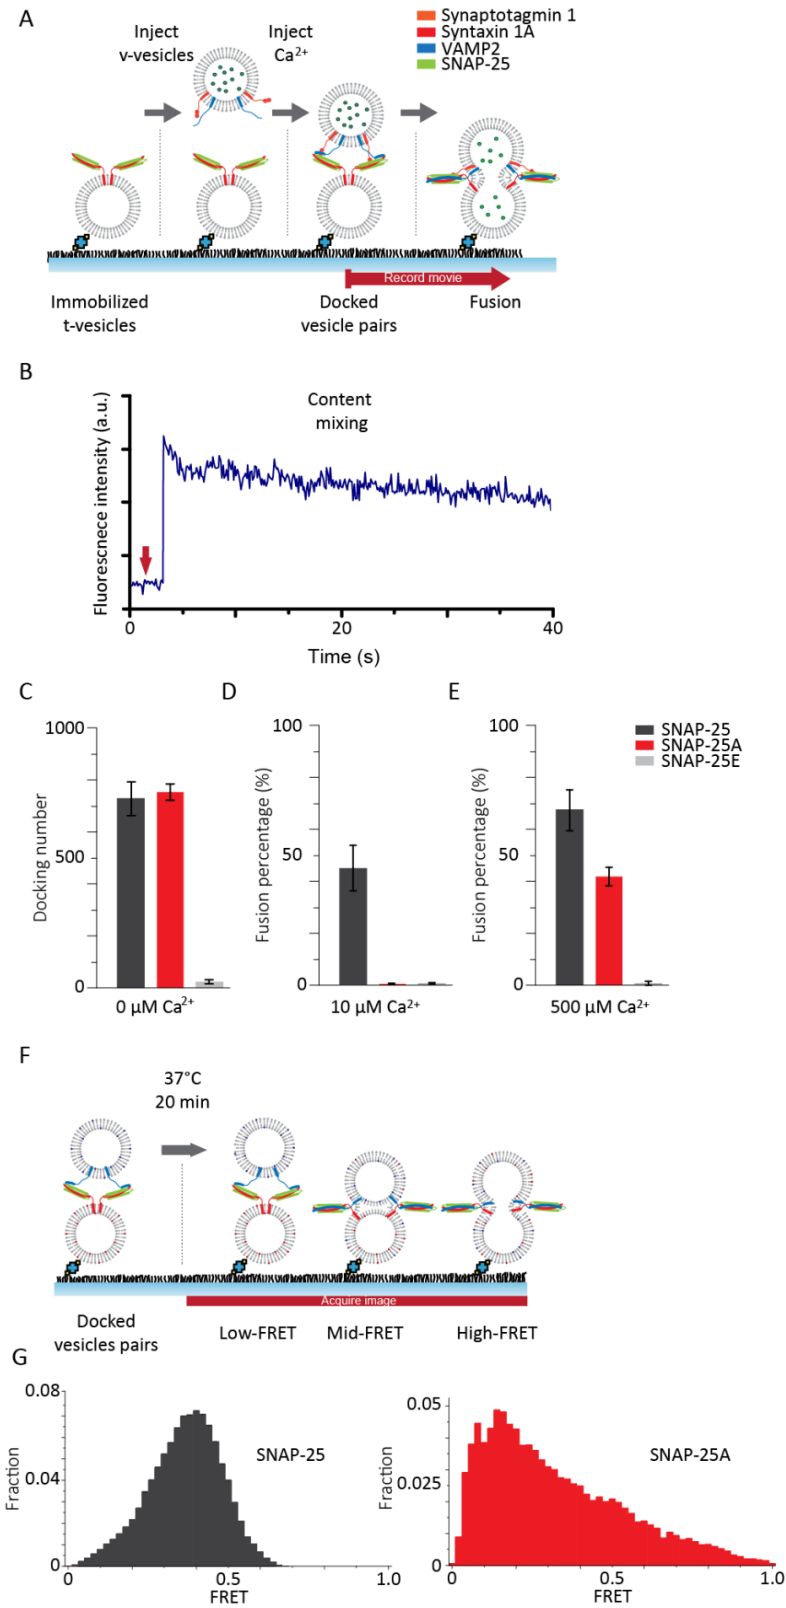 A
Inject
v-vesicles
Inject
Ca2+
Synaptotagmin 1
Syntaxin 1A
VAMP2
SNAP-25
Record movie
Immobilized
t-vesicles
Docked
vesicle pairs
Fusion
B
Fluorescnece intensity (a.u.)
Content
mixing
0
20
40
Time (s)
C
D
E
1000
500
0
Docking number
0 µM Ca2+
100
50
0
Fusion percentage (%)
10 µM Ca2+
100
50
0
Fusion percentage (%)
500 µM Ca2+
SNAP-25
SNAP-25A
SNAP-25E
F
37°C
20 min
Acquire image
Docked
vesicles pairs
Low-FRET
Mid-FRET
High-FRET
G
0.08
0.04
0
Fraction
SNAP-25
0
0.5
1.0
FRET
0.05
0.025
0
Fraction
SNAP-25A
0
0.5
1.0
FRET